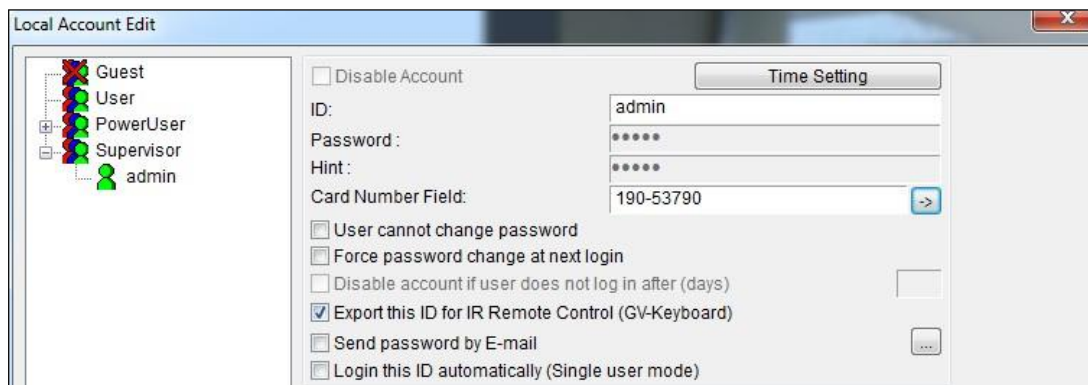 Local Account Edit
Guest
User
PowerUser
Supervisor
admin
Disable Account
Time Setting
ID:
admin
Password :
•••••
Hint :
•••••
Card Number Field:
190-53790
->
User cannot change password
Force password change at next login
Disable account if user does not log in after (days)
Export this ID for IR Remote Control (GV-Keyboard)
Send password by E-mail
...
Login this ID automatically (Single user mode)